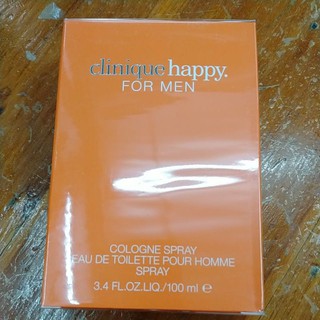 clinique happy.
FOR MEN
COLOGNE SPRAY
EAU DE TOILETTE POUR HOMME
SPRAY
3.4 FL.OZ.LIQ./100 ml ℮